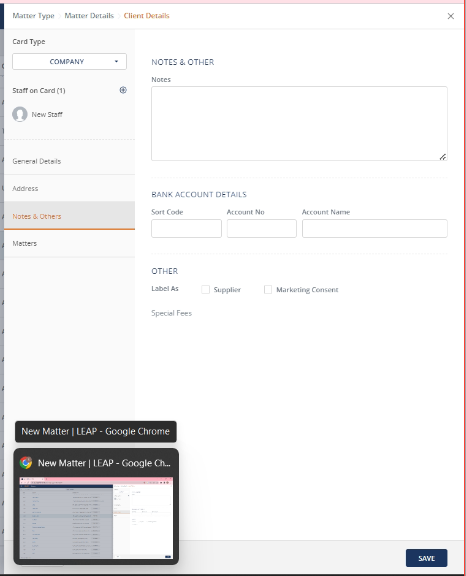 Matter Type Matter Details Client Details
Card Type
COMPANY
Staff on Card (1)
New Staff
General Details
Address
Notes & Others
Matters
NOTES & OTHER
Notes
BANK ACCOUNT DETAILS
Sort Code Account No Account Name
OTHER
Label As Supplier Marketing Consent
Special Fees
New Matter | LEAP - Google Chrome
New Matter | LEAP - Google Ch...
SAVE